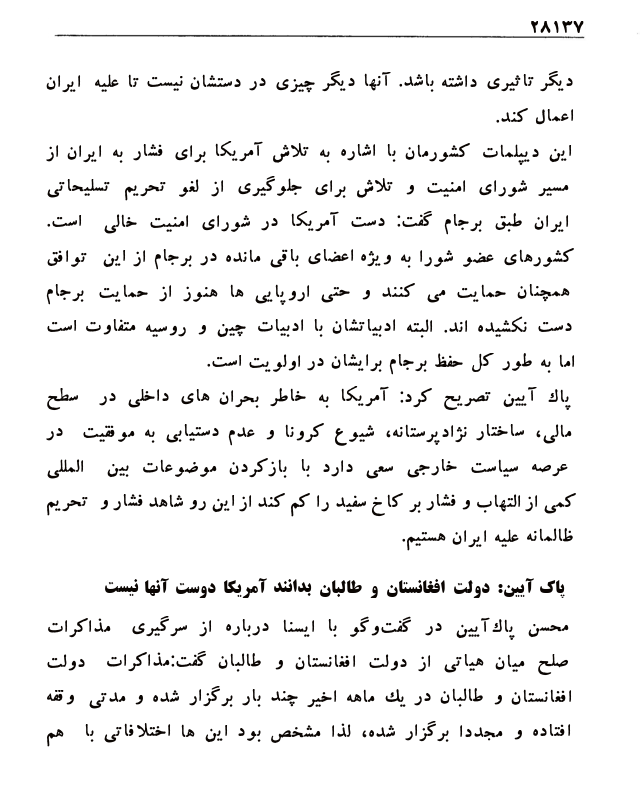 ۲۸۱۳۷
دیگر تاثیری داشته باشد. آنها دیگر چیزی در دستشان نیست تا علیه ایران
اعمال کند.
این دیپلمات کشورمان با اشاره به تلاش آمریکا برای فشار به ایران از
مسیر شورای امنیت و تلاش برای جلوگیری از لغو تحریم تسلیحاتی
ایران طبق برجام گفت: دست آمریکا در شورای امنیت خالی است.
کشورهای عضو شورا به ویژه اعضای باقی مانده در برجام از این توافق
همچنان حمایت می کنند و حتی اروپایی ها هنوز از حمایت برجام
دست نکشیده اند. البته ادبیاتشان با ادبیات چین و روسیه متفاوت است
اما به طور کل حفظ برجام برایشان در اولویت است.
پاك آیین تصریح کرد: آمریکا به خاطر بحران های داخلی در سطح
مالی، ساختار نژادپرستانه، شیوع کرونا و عدم دستیابی به موفقیت در
عرصه سیاست خارجی سعی دارد با بازکردن موضوعات بین المللی
کمی از التهاب و فشار بر کاخ سفید را کم کند از این رو شاهد فشار و تحریم
ظالمانه علیه ایران هستیم.
پاک آیین: دولت افغانستان و طالبان بدانند آمریکا دوست آنها نیست
محسن پاك‌آیین در گفت‌وگو با ایسنا درباره از سرگیری مذاکرات
صلح میان هیاتی از دولت افغانستان و طالبان گفت:مذاکرات دولت
افغانستان و طالبان در یك ماهه اخیر چند بار برگزار شده و مدتی وقفه
افتاده و مجددا برگزار شده، لذا مشخص بود این ها اختلافاتی با هم